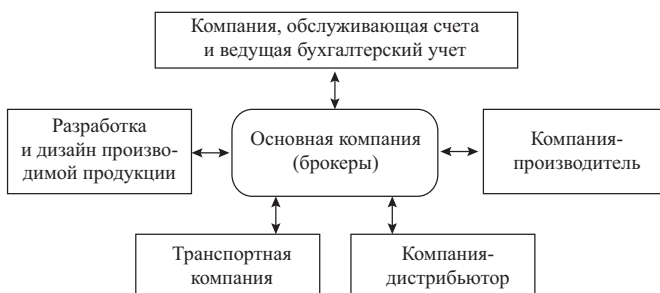 Компания, обслуживающая счета
и ведущая бухгалтерский учет
Разработка
и дизайн произво-
димой продукции
Основная компания
(брокеры)
Компания-
производитель
Транспортная
компания
Компания-
дистрибьютор